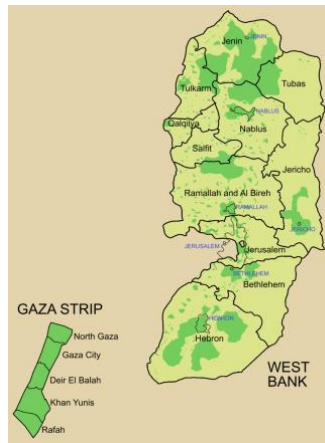 Jenin
JENIN
Tulkarm
Tubas
NABLUS
Qalqilya
Nablus
Salfit
Jericho
Ramallah and Al Bireh
RAMALLAH
JERICHO
JERUSALEM
Jerusalem
BETHLEHEM
Bethlehem
HEBRON
Hebron
WEST
BANK
GAZA STRIP
North Gaza
Gaza City
Deir El Balah
Khan Yunis
Rafah